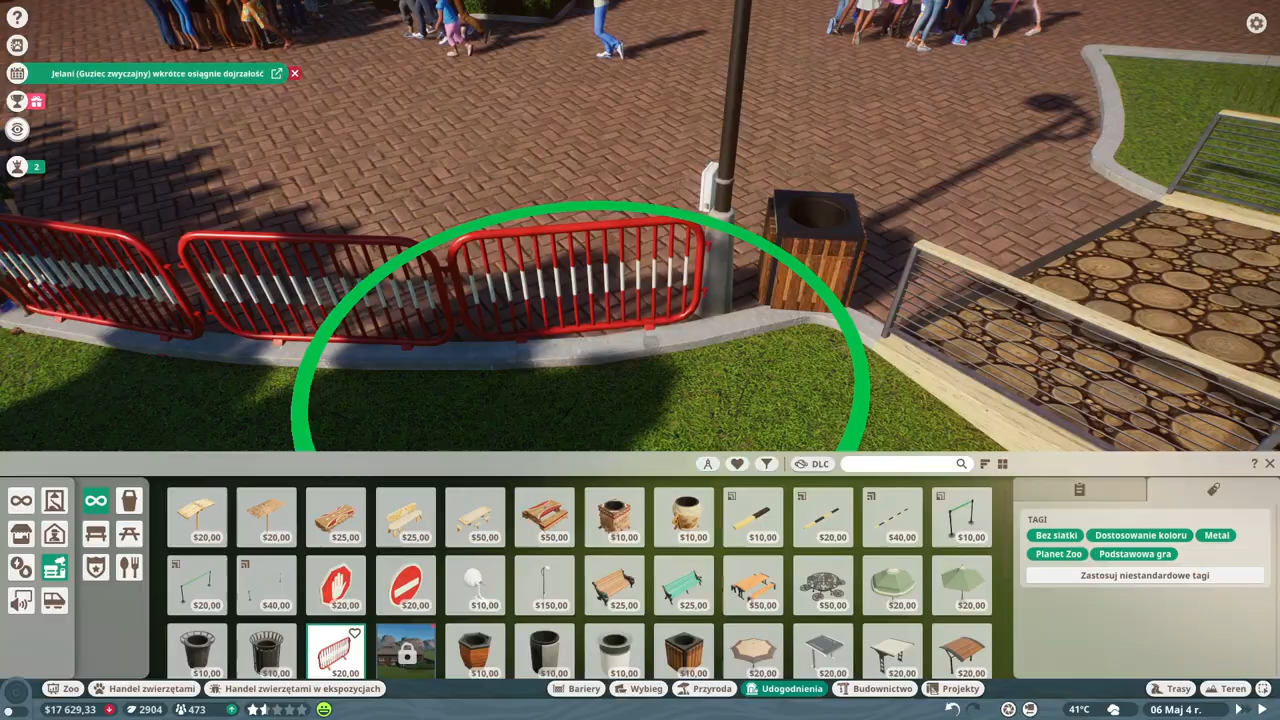 ?
Jelani (Guziec zwyczajny) wkrótce osiągnie dojrzałość
2
DLC
?
$20,00 $20,00 $25,00 $25,00 $50,00 $50,00 $10,00 $10,00 $10,00 $20,00 $40,00 $10,00
$20,00 $40,00 $20,00 $20,00 $10,00 $150,00 $25,00 $25,00 $50,00 $50,00 $20,00 $20,00
$10,00 $10,00 $20,00 $10,00 $10,00 $10,00 $10,00 $20,00 $20,00 $20,00 $20,00
TAGI
Bez siatki Dostosowanie koloru Metal
Planet Zoo Podstawowa gra
Zastosuj niestandardowe tagi
Zoo Handel zwierzętami Handel zwierzętami w ekspozycjach Bariery Wybieg Przyroda Udogodnienia Budownictwo Projekty Trasy Teren
$17 629,33 2904 473 41°C 06 Maj 4 r.